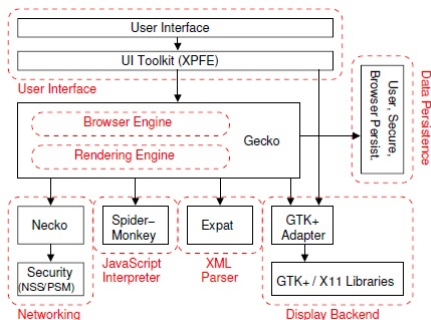 User Interface
UI Toolkit (XPFE)
User Interface
Browser Engine
Rendering Engine
Gecko
User, Secure,
Browser Persist.
Data Persistence
Necko
Security
(NSS/PSM)
Networking
Spider–
Monkey
JavaScript
Interpreter
Expat
XML
Parser
GTK+
Adapter
GTK+ / X11 Libraries
Display Backend